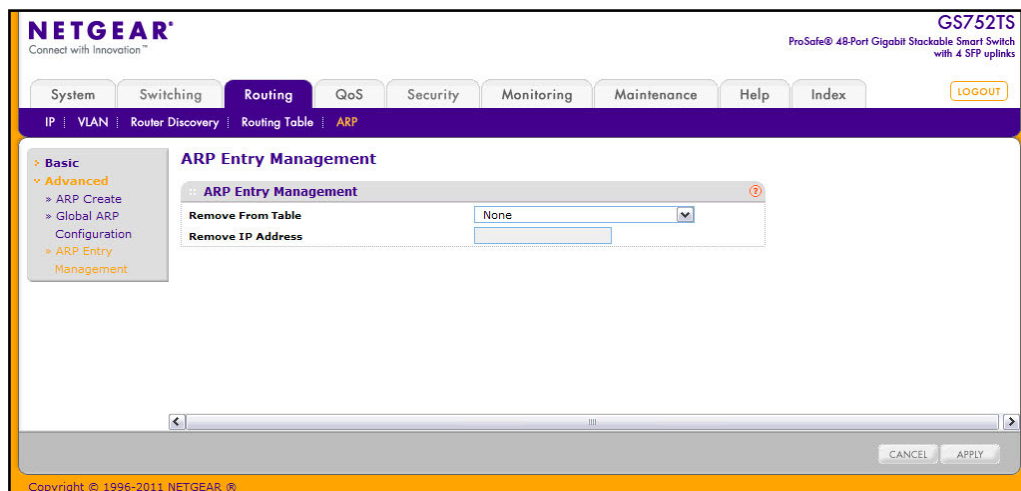 NETGEAR®
Connect with Innovation™
GS752TS
ProSafe® 48-Port Gigabit Stackable Smart Switch
with 4 SFP uplinks
System Switching Routing QoS Security Monitoring Maintenance Help Index LOGOUT
IP VLAN Router Discovery Routing Table ARP
Basic
Advanced
» ARP Create
» Global ARP
Configuration
» ARP Entry
Management
ARP Entry Management
ARP Entry Management ?
Remove From Table None
Remove IP Address
CANCEL APPLY
Copyright © 1996-2011 NETGEAR ®